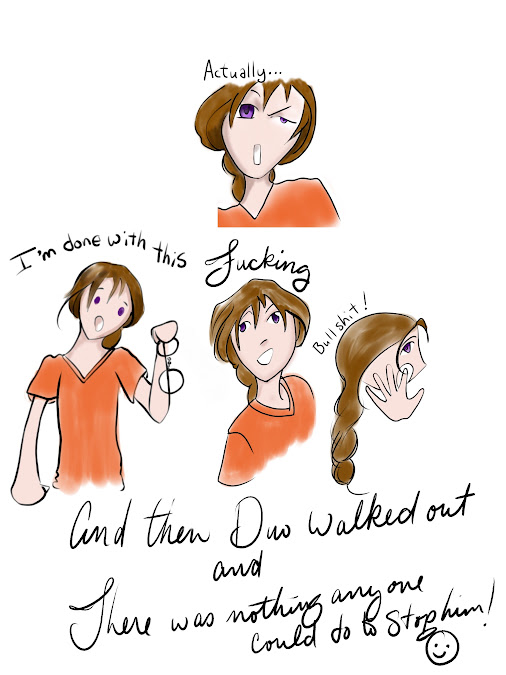 Actually...
I'm done with this
Fucking
Bullshit!
And then Duo walked out
and
There was nothing anyone
could do to Stop him!